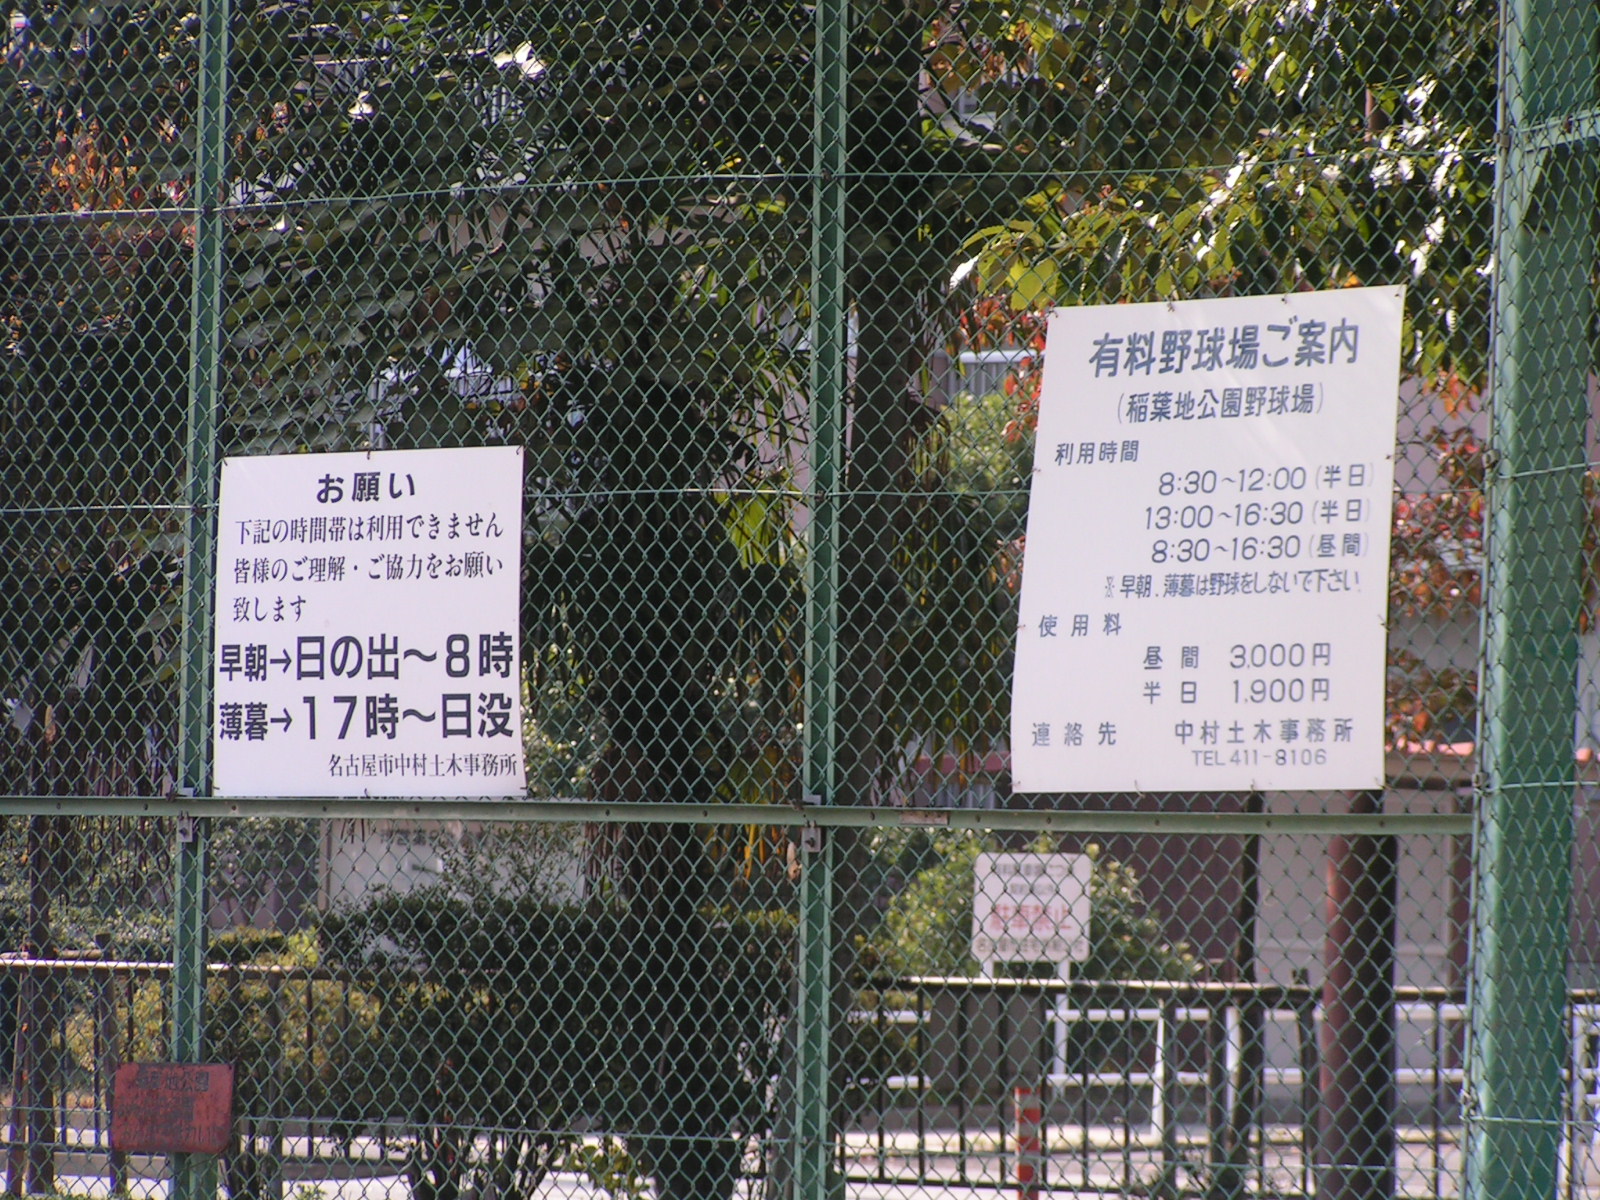 お願い
下記の時間帯は利用できません
皆様のご理解・ご協力をお願い
致します
早朝→日の出～８時
薄暮→１７時～日没
名古屋市中村土木事務所
有料野球場ご案内
(稲葉地公園野球場)
利用時間
8:30～12:00(半日)
13:00～16:30(半日)
8:30～16:30(昼間)
※早朝、薄暮は野球をしないで下さい
使用料
昼間 3,000円
半日 1,900円
連絡先 中村土木事務所
TEL 411-8106
駐車禁止